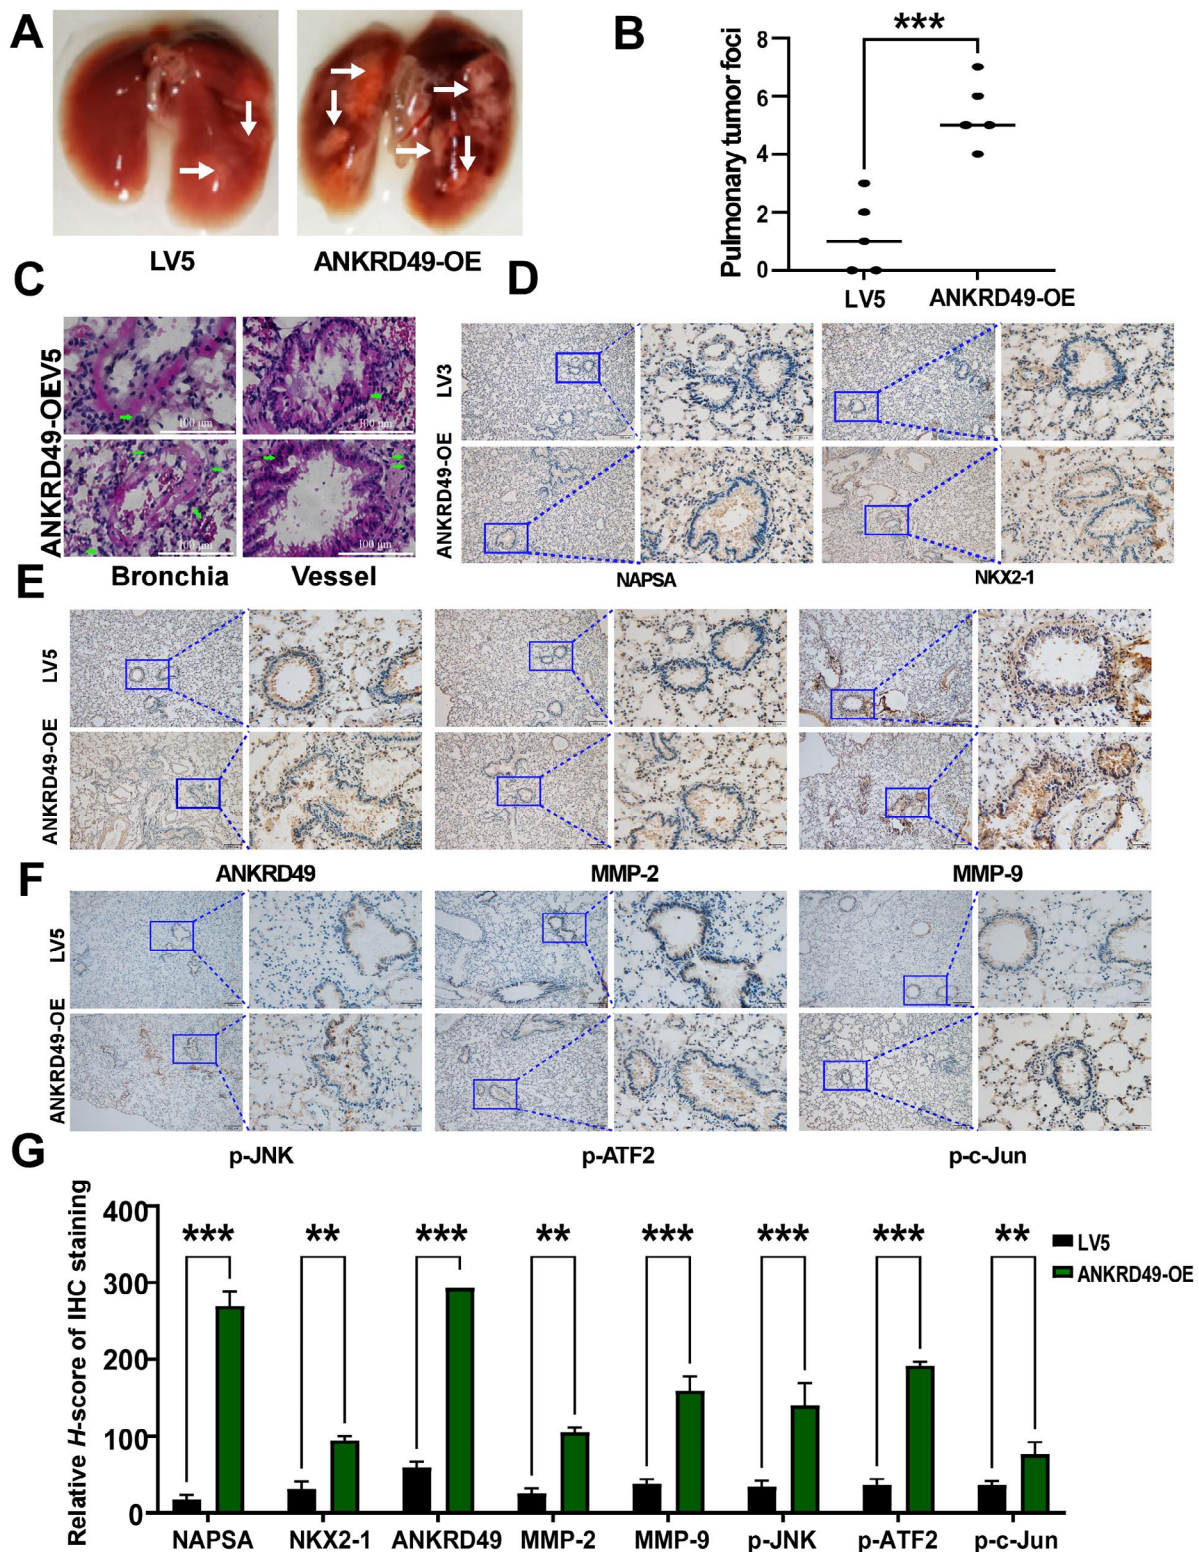 A
LV5
ANKRD49-OE
B
***
Pulmonary tumor foci
8
6
4
2
0
LV5
ANKRD49-OE
C
ANKRD49-OEV5
100 μm
100 μm
100 μm
100 μm
Bronchia
Vessel
D
LV3
ANKRD49-OE
NAPSA
NKX2-1
E
LV5
ANKRD49-OE
ANKRD49
MMP-2
MMP-9
F
LV5
ANKRD49-OE
p-JNK
p-ATF2
p-c-Jun
G
Relative H-score of IHC staining
400
300
200
100
0
*** ** *** ** *** *** *** **
LV5
ANKRD49-OE
NAPSA NKX2-1 ANKRD49 MMP-2 MMP-9 p-JNK p-ATF2 p-c-Jun